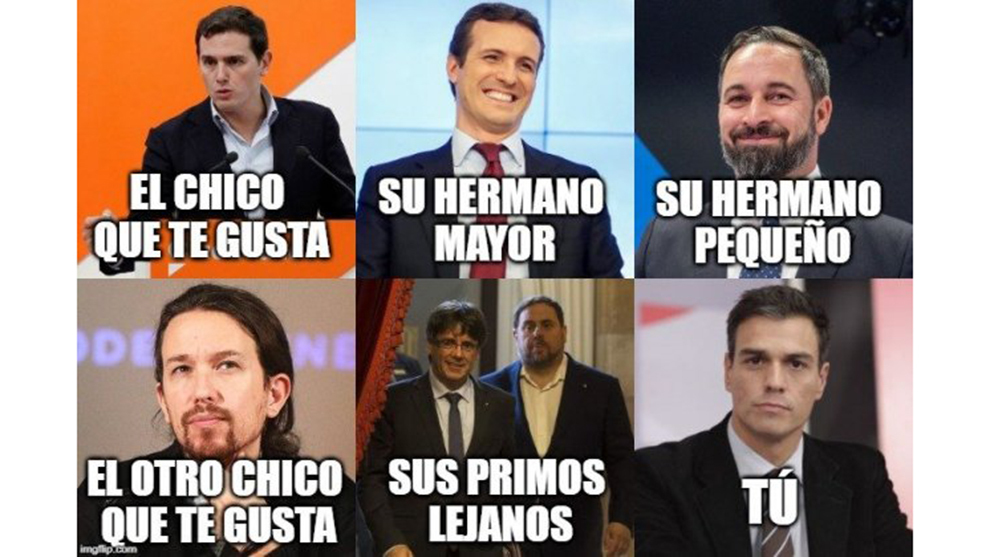 EL CHICO
QUE TE GUSTA
SU HERMANO
MAYOR
SU HERMANO
PEQUEÑO
EL OTRO CHICO
QUE TE GUSTA
SUS PRIMOS
LEJANOS
TÚ
imgflip.com